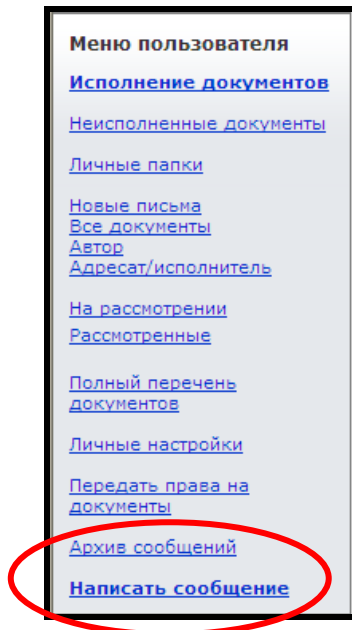 Меню пользователя
Исполнение документов
Неисполненные документы
Личные папки
Новые письма
Все документы
Автор
Адресат/исполнитель
На рассмотрении
Рассмотренные
Полный перечень
документов
Личные настройки
Передать права на
документы
Архив сообщений
Написать сообщение